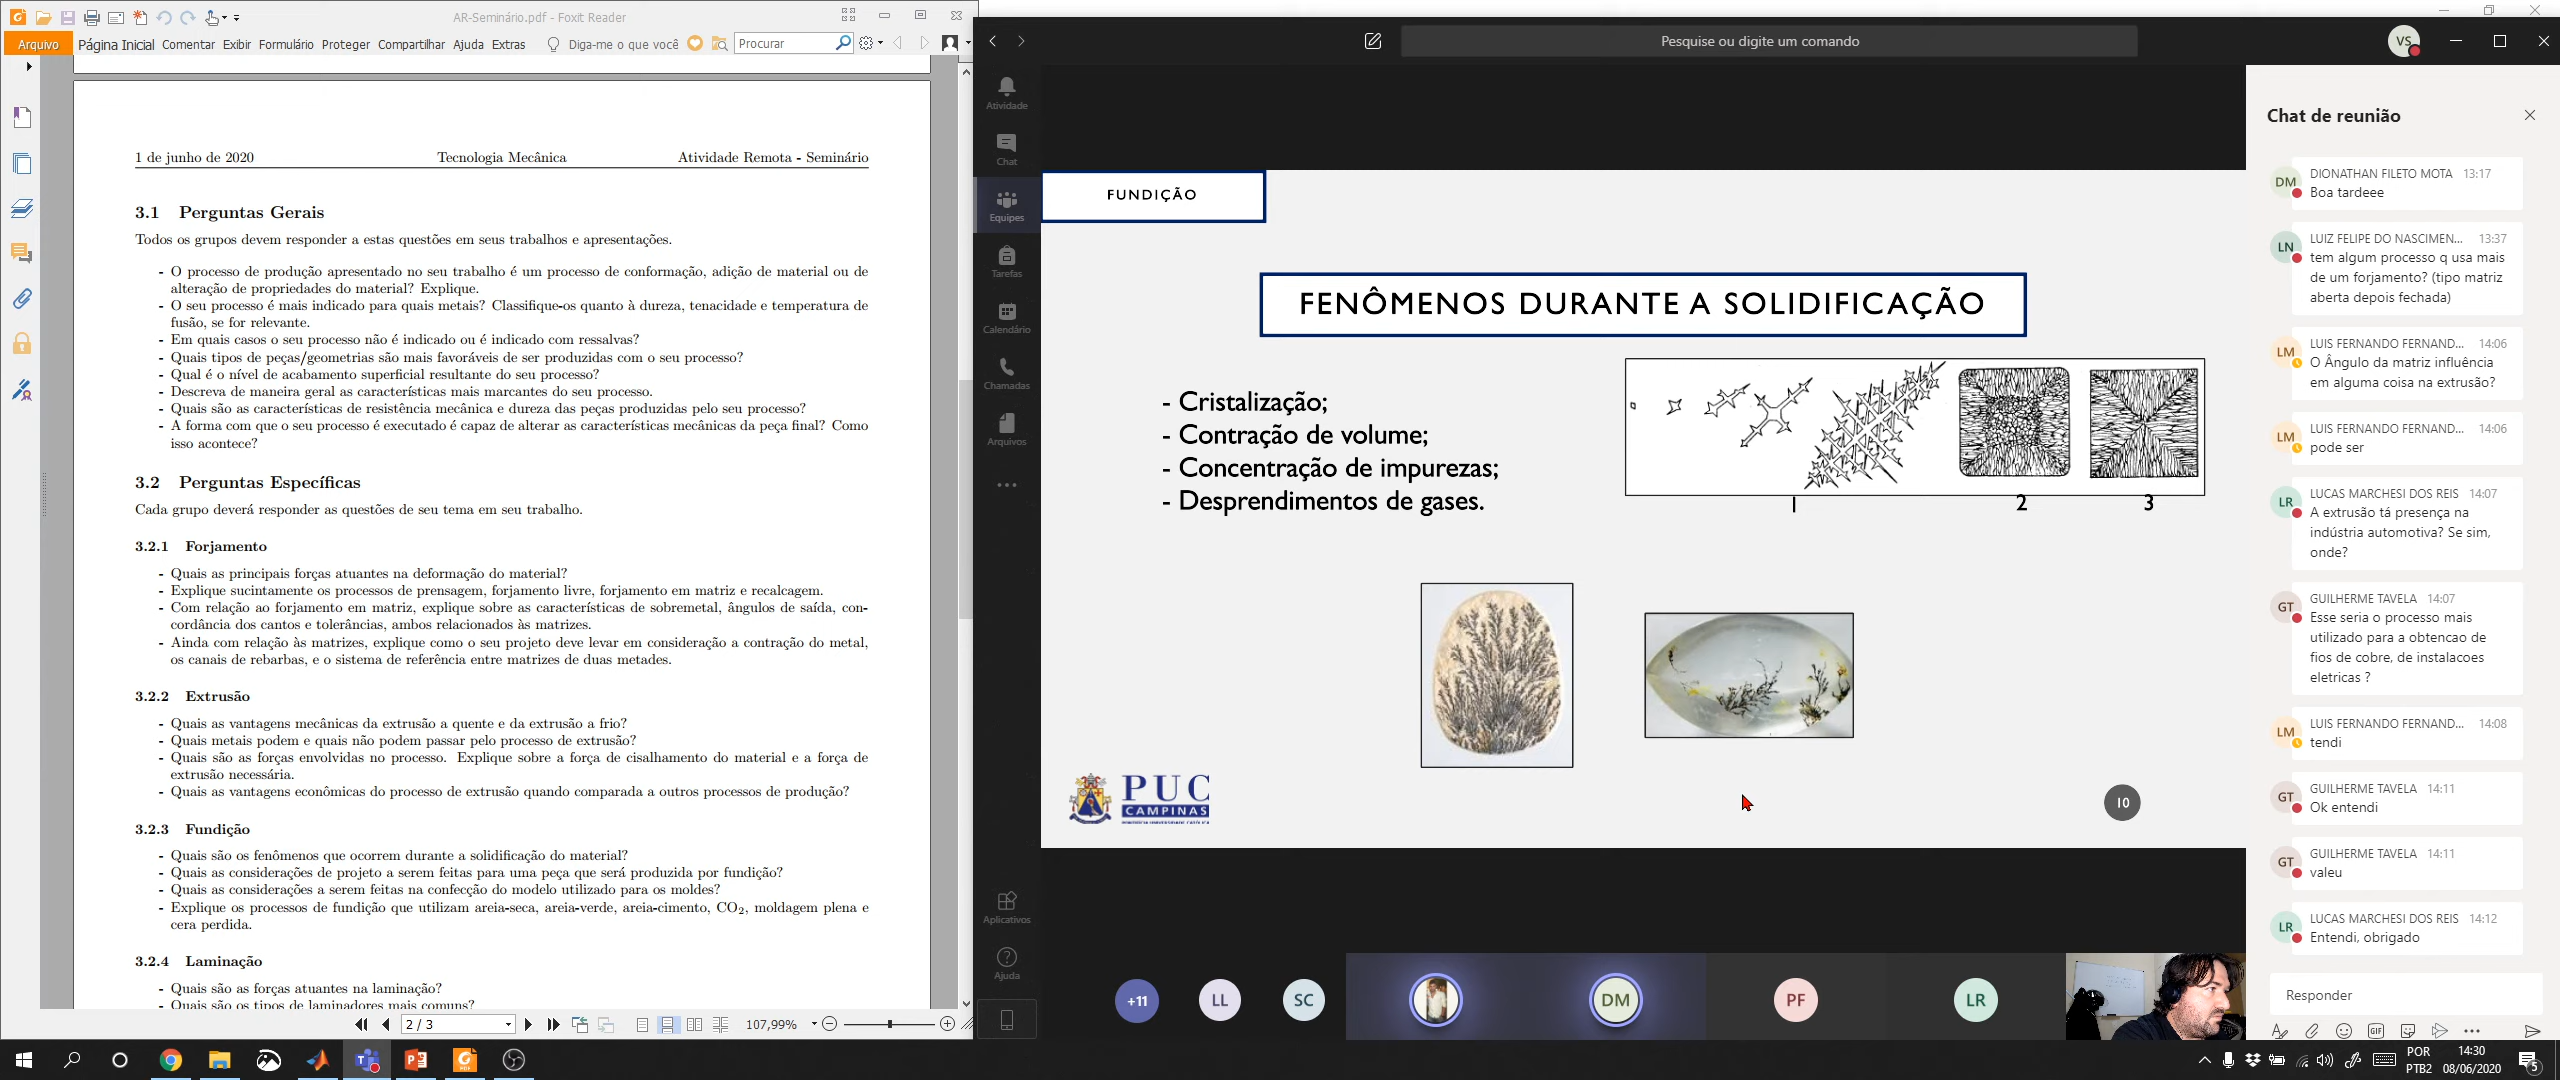 AR-Seminário.pdf - Foxit Reader
Arquivo Página Inicial Comentar Exibir Formulário Proteger Compartilhar Ajuda Extras Diga-me o que você Procurar
1 de junho de 2020 Tecnologia Mecânica Atividade Remota - Seminário
3.1 Perguntas Gerais
Todos os grupos devem responder a estas questões em seus trabalhos e apresentações.
- O processo de produção apresentado no seu trabalho é um processo de conformação, adição de material ou de
alteração de propriedades do material? Explique.
- O seu processo é mais indicado para quais metais? Classifique-os quanto à dureza, tenacidade e temperatura de
fusão, se for relevante.
- Em quais casos o seu processo não é indicado ou é indicado com ressalvas?
- Quais tipos de peças/geometrias são mais favoráveis de ser produzidas com o seu processo?
- Qual é o nível de acabamento superficial resultante do seu processo?
- Descreva de maneira geral as características mais marcantes do seu processo.
- Quais são as características de resistência mecânica e dureza das peças produzidas pelo seu processo?
- A forma com que o seu processo é executado é capaz de alterar as características mecânicas da peça final? Como
isso acontece?
3.2 Perguntas Específicas
Cada grupo deverá responder as questões de seu tema em seu trabalho.
3.2.1 Forjamento
- Quais as principais forças atuantes na deformação do material?
- Explique sucintamente os processos de prensagem, forjamento livre, forjamento em matriz e recalcagem.
- Com relação ao forjamento em matriz, explique sobre as características de sobremetal, ângulos de saída, con-
cordância dos cantos e tolerâncias, ambos relacionados às matrizes.
- Ainda com relação às matrizes, explique como o seu projeto deve levar em consideração a contração do metal,
os canais de rebarbas, e o sistema de referência entre matrizes de duas metades.
3.2.2 Extrusão
- Quais as vantagens mecânicas da extrusão a quente e da extrusão a frio?
- Quais metais podem e quais não podem passar pelo processo de extrusão?
- Quais são as forças envolvidas no processo. Explique sobre a força de cisalhamento do material e a força de
extrusão necessária.
- Quais as vantagens econômicas do processo de extrusão quando comparada a outros processos de produção?
3.2.3 Fundição
- Quais são os fenômenos que ocorrem durante a solidificação do material?
- Quais as considerações de projeto a serem feitas para uma peça que será produzida por fundição?
- Quais as considerações a serem feitas na confecção do modelo utilizado para os moldes?
- Explique os processos de fundição que utilizam areia-seca, areia-verde, areia-cimento, CO2, moldagem plena e
cera perdida.
3.2.4 Laminação
- Quais são as forças atuantes na laminação?
- Quais são os tipos de laminadores mais comuns?
2 / 3 107,99%
Pesquise ou digite um comando
VS
Atividade
Chat
Equipes
Tarefas
Calendário
Chamadas
Arquivos
Aplicativos
Ajuda
FUNDIÇÃO
FENÔMENOS DURANTE A SOLIDIFICAÇÃO
- Cristalização;
- Contração de volume;
- Concentração de impurezas;
- Desprendimentos de gases.
1 2 3
PUC
CAMPINAS
10
+11 LL SC DM PF LR
Chat de reunião
DM DIONATHAN FILETO MOTA 13:17
Boa tardeee
LN LUIZ FELIPE DO NASCIMEN... 13:37
tem algum processo q usa mais
de um forjamento? (tipo matriz
aberta depois fechada)
LM LUIS FERNANDO FERNAND... 14:06
O Ângulo da matriz influência
em alguma coisa na extrusão?
LM LUIS FERNANDO FERNAND... 14:06
pode ser
LR LUCAS MARCHESI DOS REIS 14:07
A extrusão tá presença na
indústria automotiva? Se sim,
onde?
GT GUILHERME TAVELA 14:07
Esse seria o processo mais
utilizado para a obtencao de
fios de cobre, de instalacoes
eletricas ?
LM LUIS FERNANDO FERNAND... 14:08
tendi
GT GUILHERME TAVELA 14:11
Ok entendi
GT GUILHERME TAVELA 14:11
valeu
LR LUCAS MARCHESI DOS REIS 14:12
Entendi, obrigado
Responder
GIF
POR
PTB2
14:30
08/06/2020
5